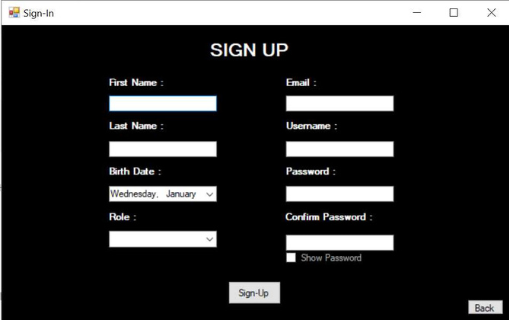 Sign-In
SIGN UP
First Name :
Email :
Last Name :
Username :
Birth Date :
Password :
Wednesday, January
Role :
Confirm Password :
Show Password
Sign-Up
Back